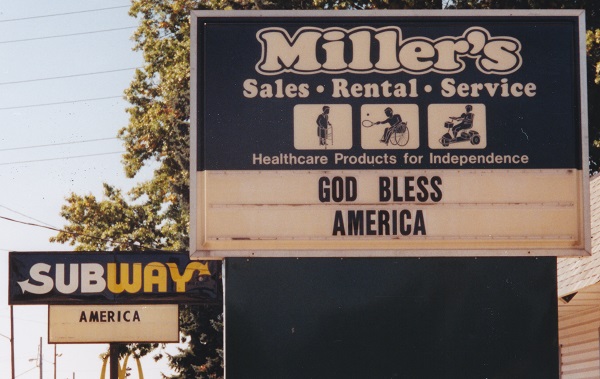 Miller's
Sales • Rental • Service
Healthcare Products for Independence
GOD BLESS
AMERICA
SUBWAY
AMERICA